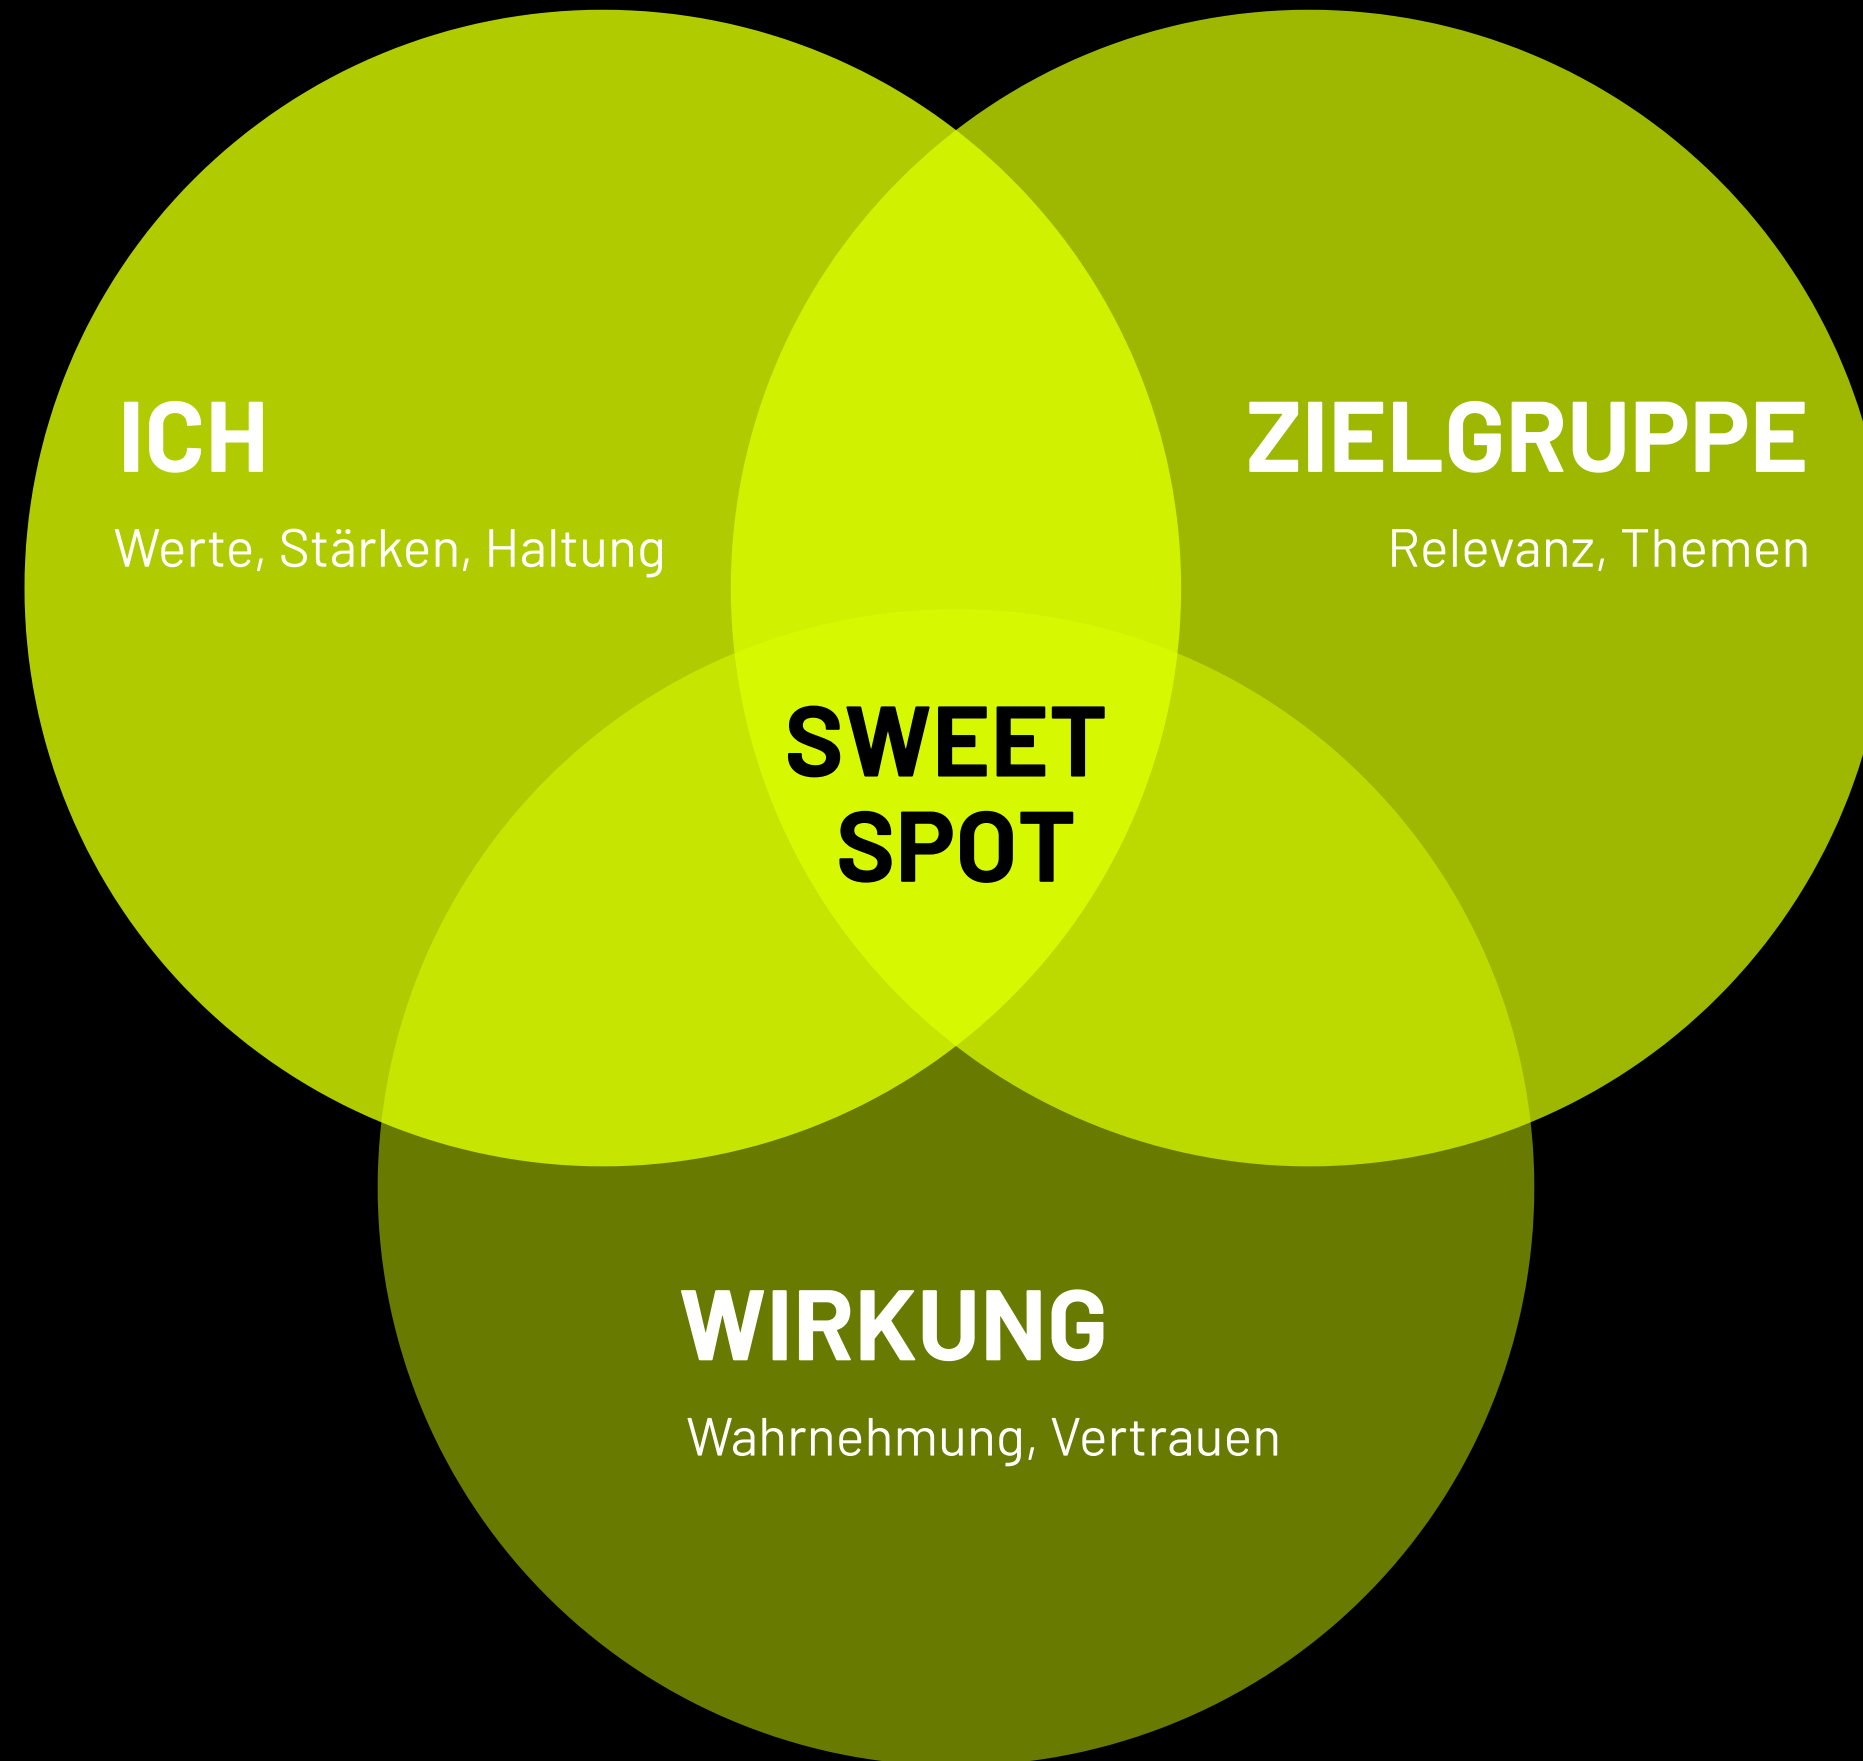 ICH
Werte, Stärken, Haltung
ZIELGRUPPE
Relevanz, Themen
SWEET
SPOT
WIRKUNG
Wahrnehmung, Vertrauen